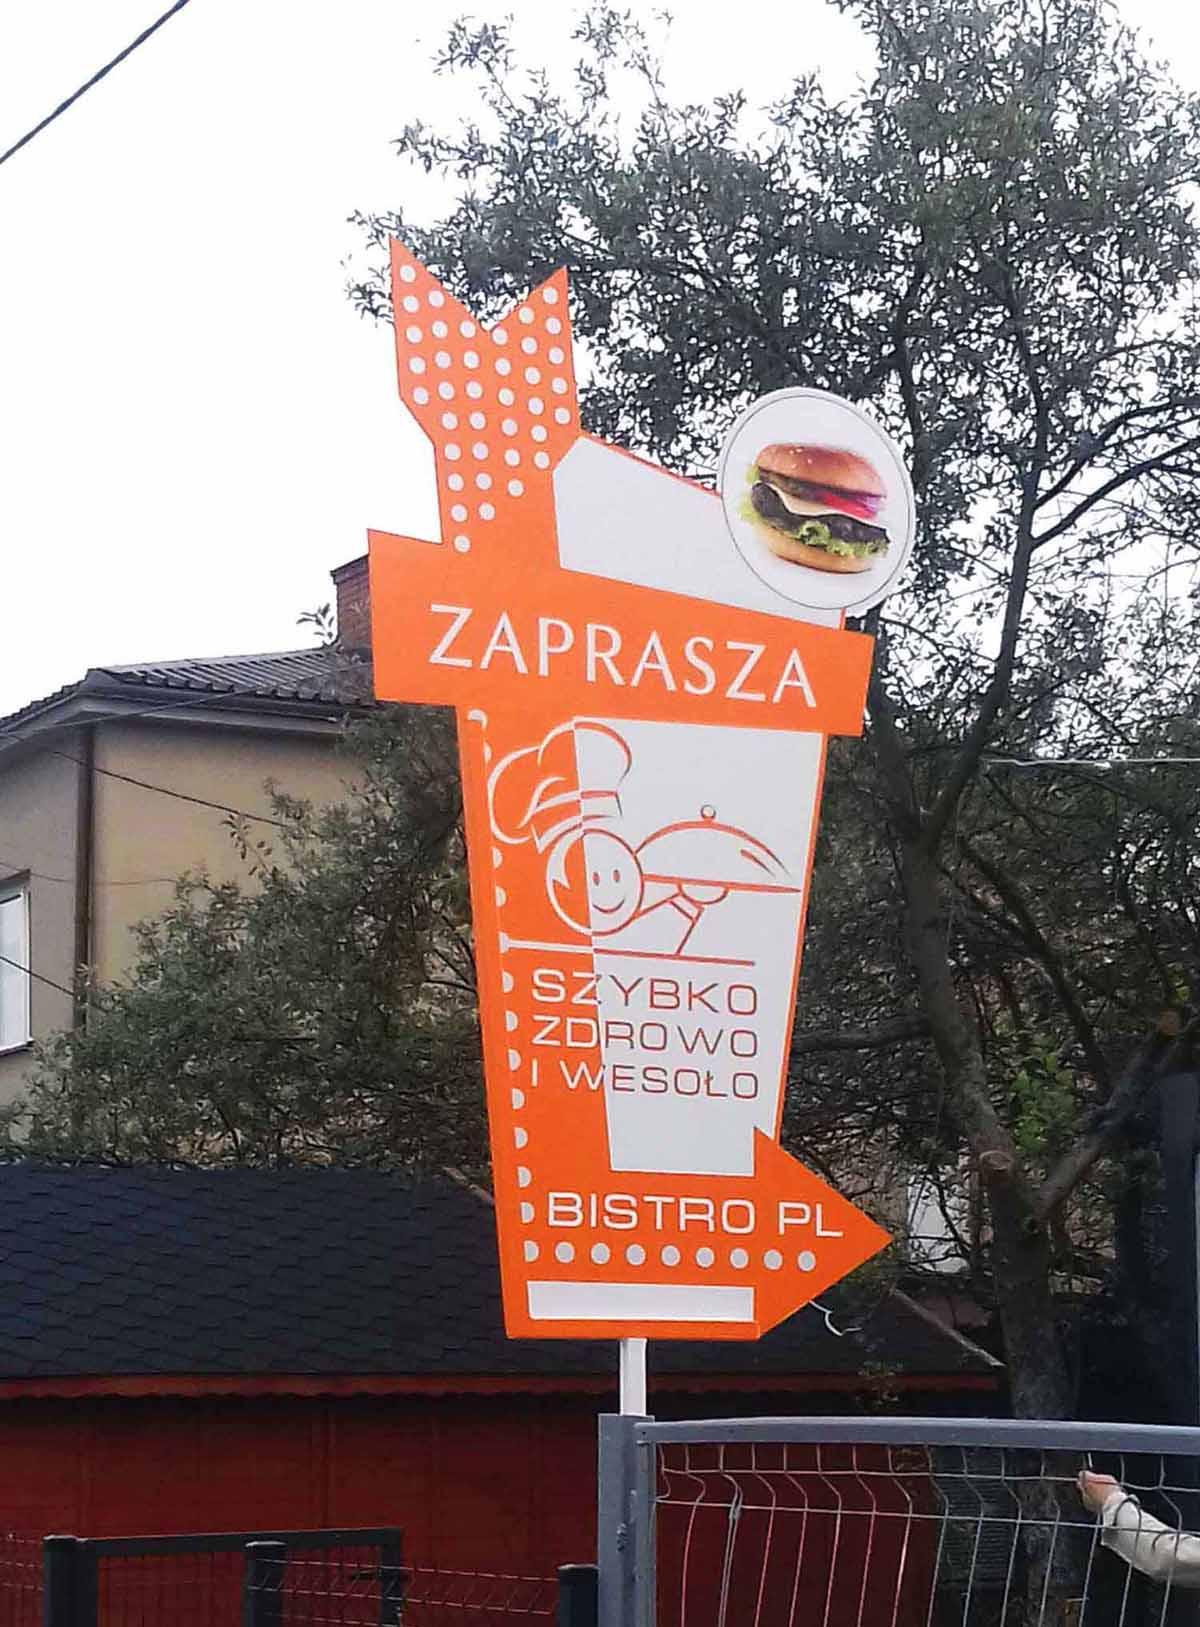 ZAPRASZA
SZYBKO
ZDROWO
I WESOŁO
BISTRO PL